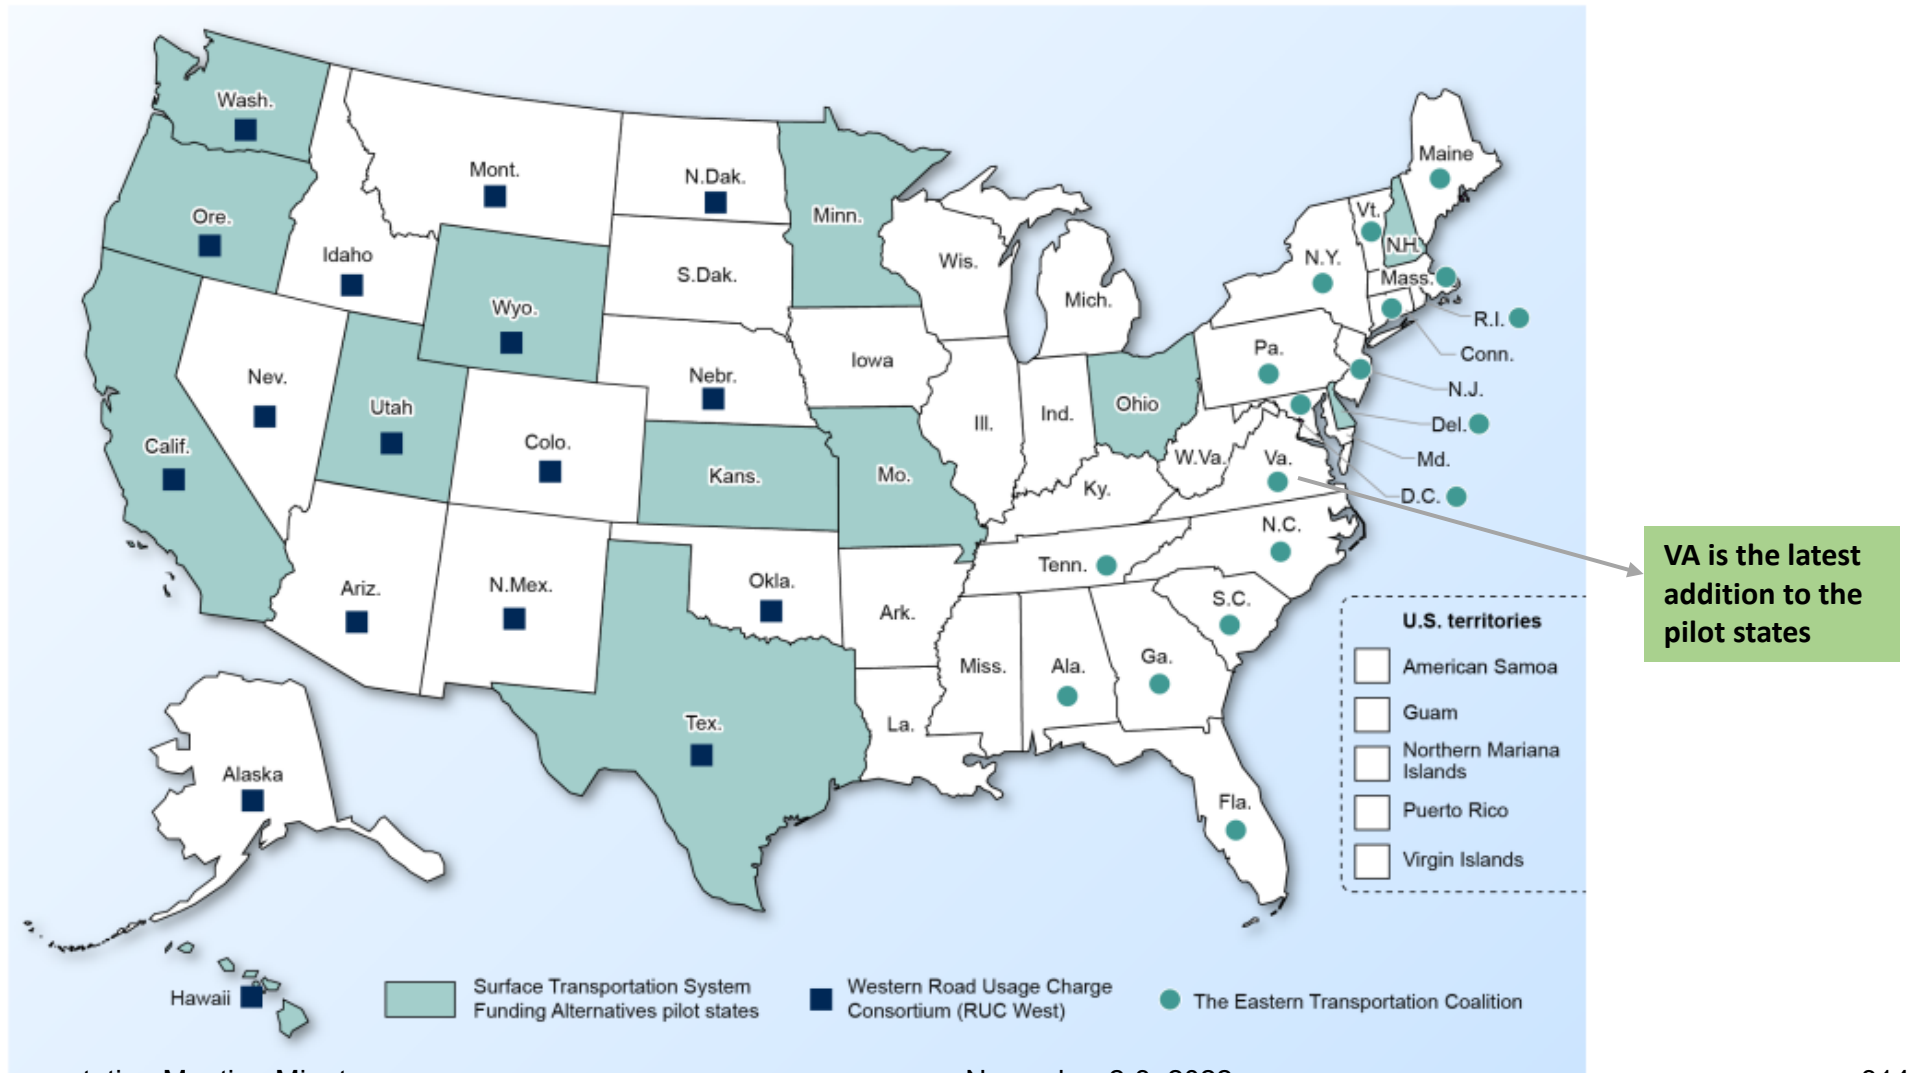 Wash.
Mont.
N.Dak.
Minn.
Maine
Ore.
Idaho
Wyo.
S.Dak.
Wis.
Mich.
Vt.
N.H.
N.Y.
Mass.
R.I.
Conn.
Nev.
Utah
Nebr.
Iowa
Ill.
Ind.
Ohio
Pa.
N.J.
Del.
Md.
D.C.
Calif.
Colo.
Kans.
Mo.
Ky.
W.Va.
Va.
N.C.
Tenn.
Ariz.
N.Mex.
Okla.
Ark.
S.C.
Miss.
Ala.
Ga.
Tex.
La.
Fla.
Alaska
Hawaii
VA is the latest
addition to the
pilot states
U.S. territories
American Samoa
Guam
Northern Mariana
Islands
Puerto Rico
Virgin Islands
Surface Transportation System
Funding Alternatives pilot states
Western Road Usage Charge
Consortium (RUC West)
The Eastern Transportation Coalition